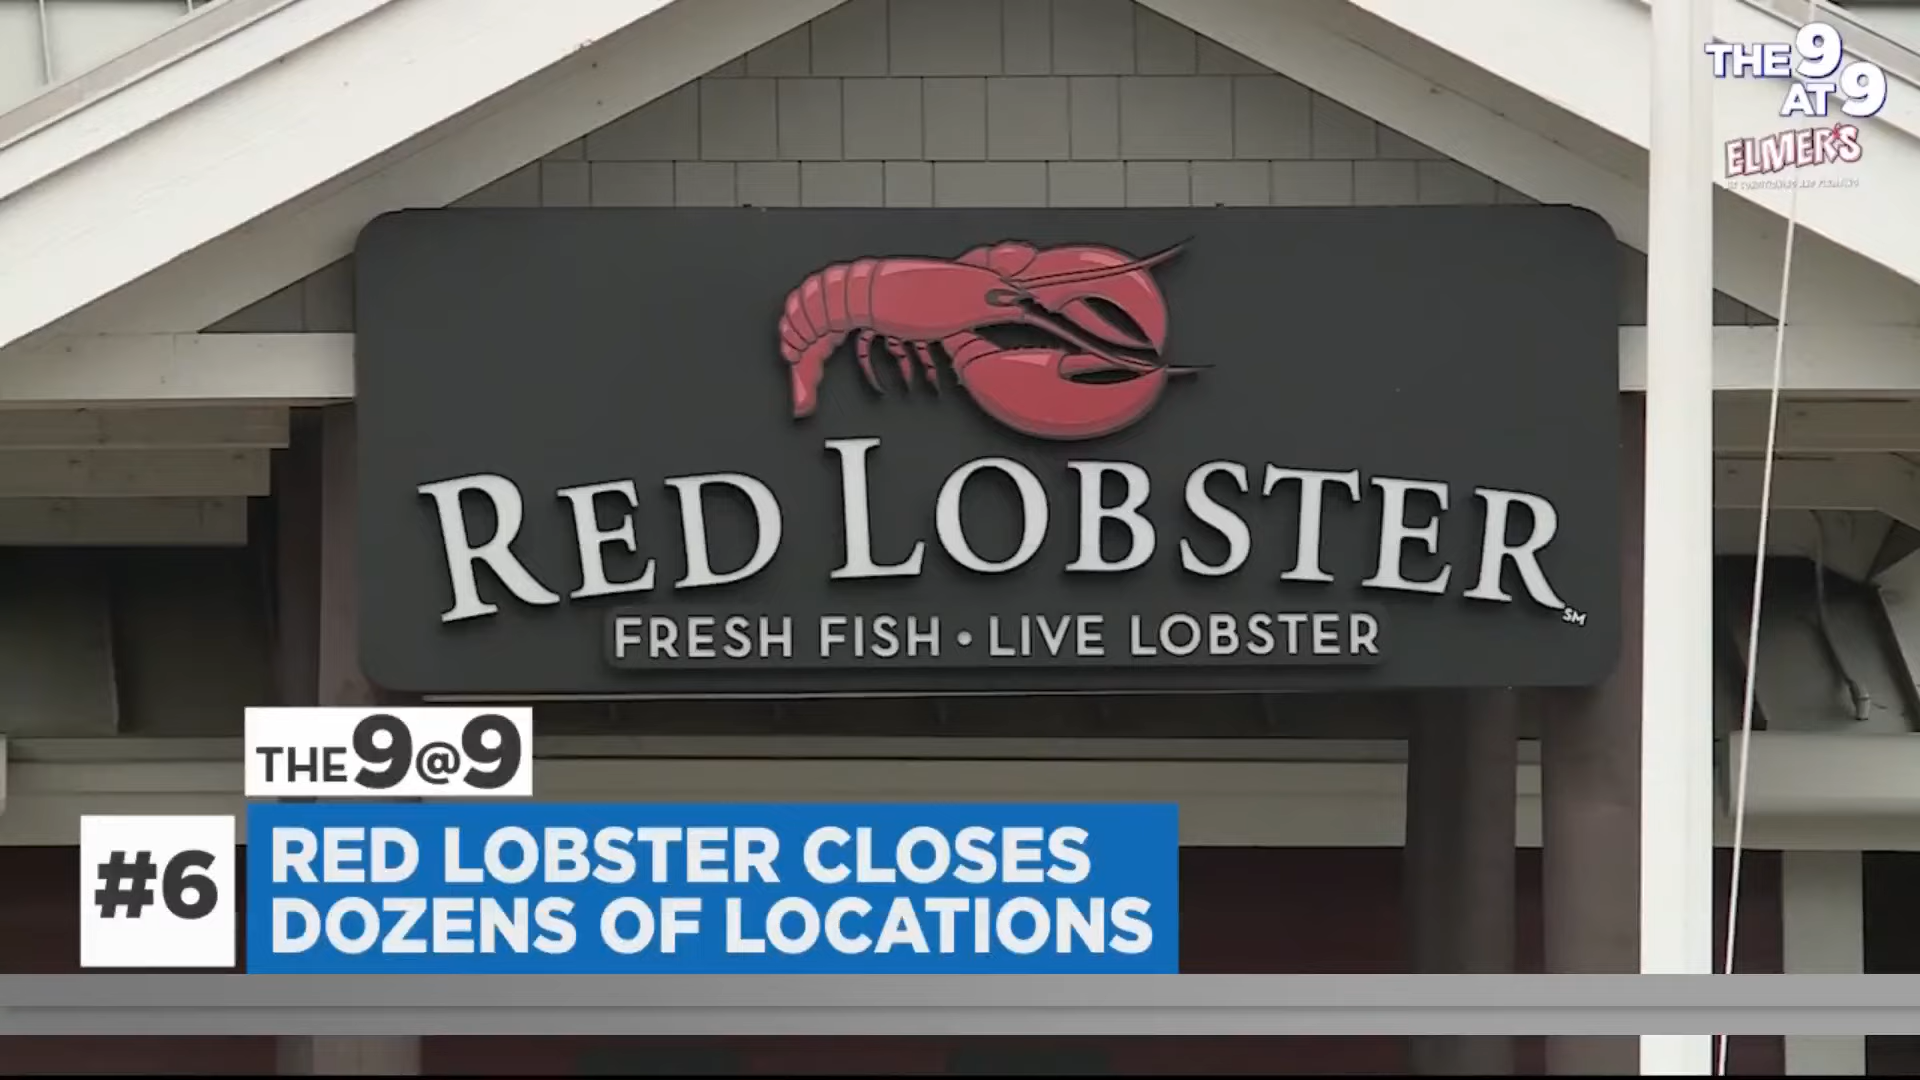 THE 9
AT 9
ELMER'S
RED LOBSTER
SM
FRESH FISH • LIVE LOBSTER
THE 9@9
#6
RED LOBSTER CLOSES
DOZENS OF LOCATIONS